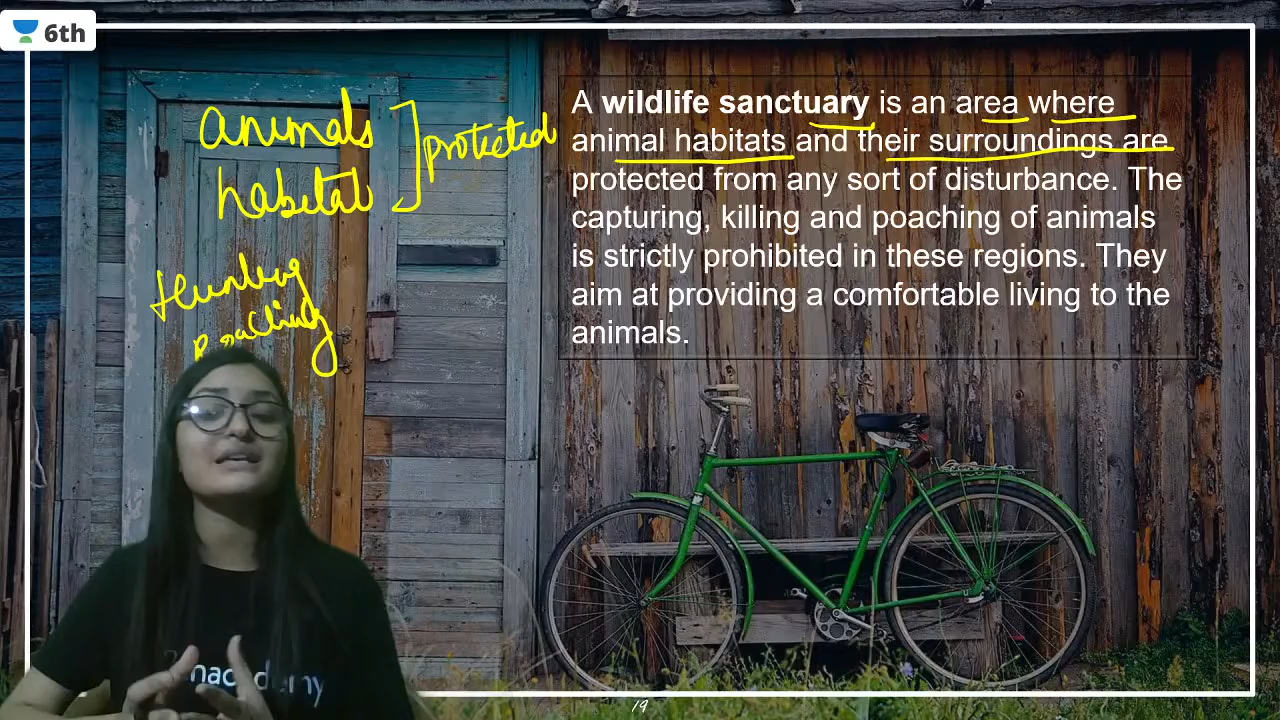 6th
animals
habitat
protected
Hunting
Poaching
A wildlife sanctuary is an area where
animal habitats and their surroundings are
protected from any sort of disturbance. The
capturing, killing and poaching of animals
is strictly prohibited in these regions. They
aim at providing a comfortable living to the
animals.
unacademy
19